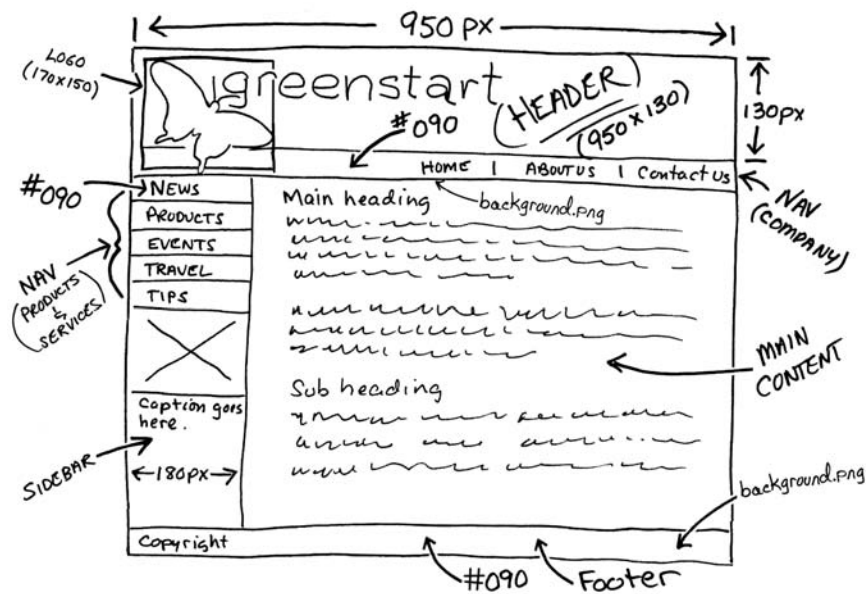 950 PX
LOGO
(170x150)
greenstart
(HEADER)
(950 x 130)
130px
#090
HOME | ABOUT US | Contact Us
NAV
(COMPANY)
#090
NEWS
PRODUCTS
EVENTS
TRAVEL
TIPS
NAV
(PRODUCTS
&
SERVICES)
Main heading
background.png
MAIN
CONTENT
Sub heading
Caption goes
here.
SIDEBAR
180px
background.png
Copyright
#090
Footer